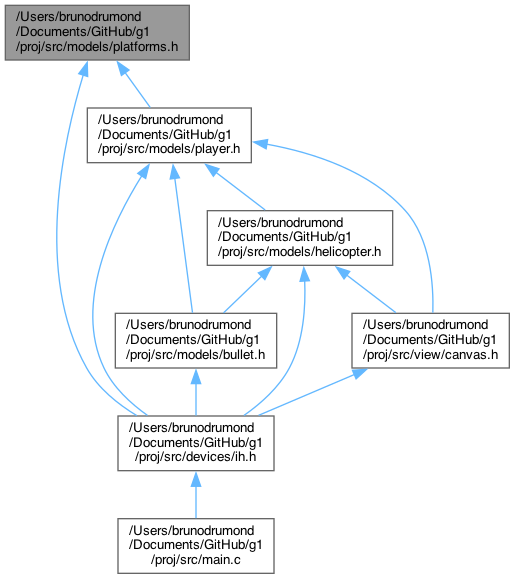 /Users/brunodrumond
/Documents/GitHub/g1
/proj/src/models/platforms.h
/Users/brunodrumond
/Documents/GitHub/g1
/proj/src/models/player.h
/Users/brunodrumond
/Documents/GitHub/g1
/proj/src/models/helicopter.h
/Users/brunodrumond
/Documents/GitHub/g1
/proj/src/models/bullet.h
/Users/brunodrumond
/Documents/GitHub/g1
/proj/src/view/canvas.h
/Users/brunodrumond
/Documents/GitHub/g1
/proj/src/devices/ih.h
/Users/brunodrumond
/Documents/GitHub/g1
/proj/src/main.c